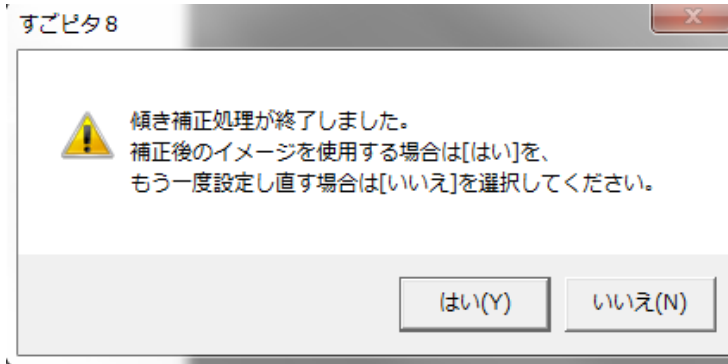 すごピタ8
傾き補正処理が終了しました。
補正後のイメージを使用する場合は[はい]を、
もう一度設定し直す場合は[いいえ]を選択してください。
はい(Y)
いいえ(N)